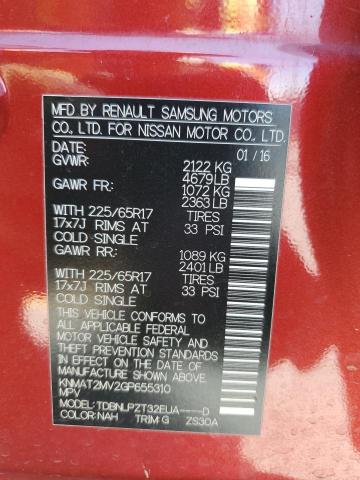 MFD BY RENAULT SAMSUNG MOTORS
CO., LTD. FOR NISSAN MOTOR CO., LTD.
DATE: 01 / 16
GVWR: 2122 KG
4679 LB
GAWR FR: 1072 KG
2363 LB
WITH 225/65R17 TIRES
17x7J RIMS AT 33 PSI
COLD SINGLE
GAWR RR: 1089 KG
2401 LB
WITH 225/65R17 TIRES
17x7J RIMS AT 33 PSI
COLD SINGLE
THIS VEHICLE CONFORMS TO ALL
APPLICABLE FEDERAL MOTOR
VEHICLE SAFETY AND THEFT
PREVENTION STANDARDS IN
EFFECT ON THE DATE OF
MANUFACTURE SHOWN ABOVE.
KNMAT2MV2GP655310
MPV
MODEL: TDBNLPZT32EUA----D
COLOR: NAH TRIM G ZS30A